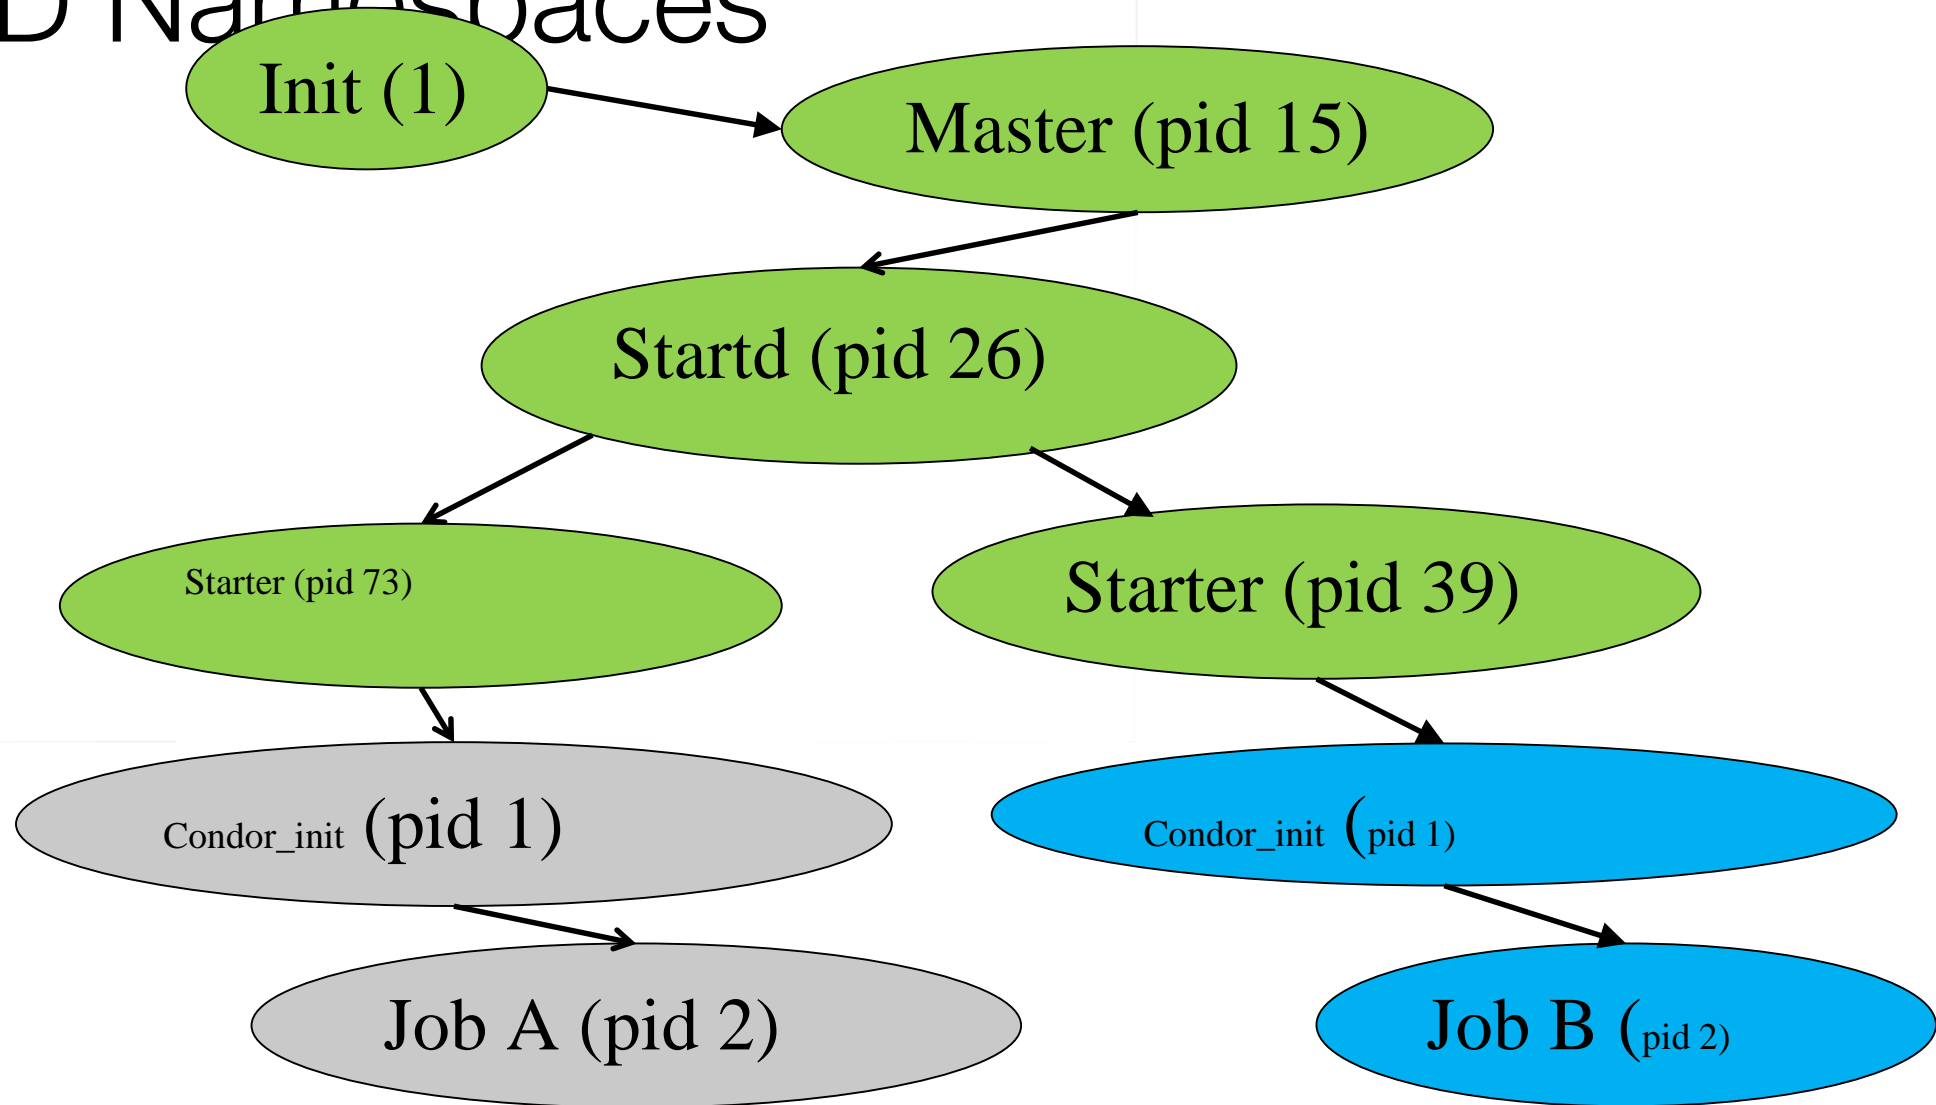 D Namespaces
Init (1)
Master (pid 15)
Startd (pid 26)
Starter (pid 73)
Starter (pid 39)
Condor_init (pid 1)
Condor_init (pid 1)
Job A (pid 2)
Job B (pid 2)